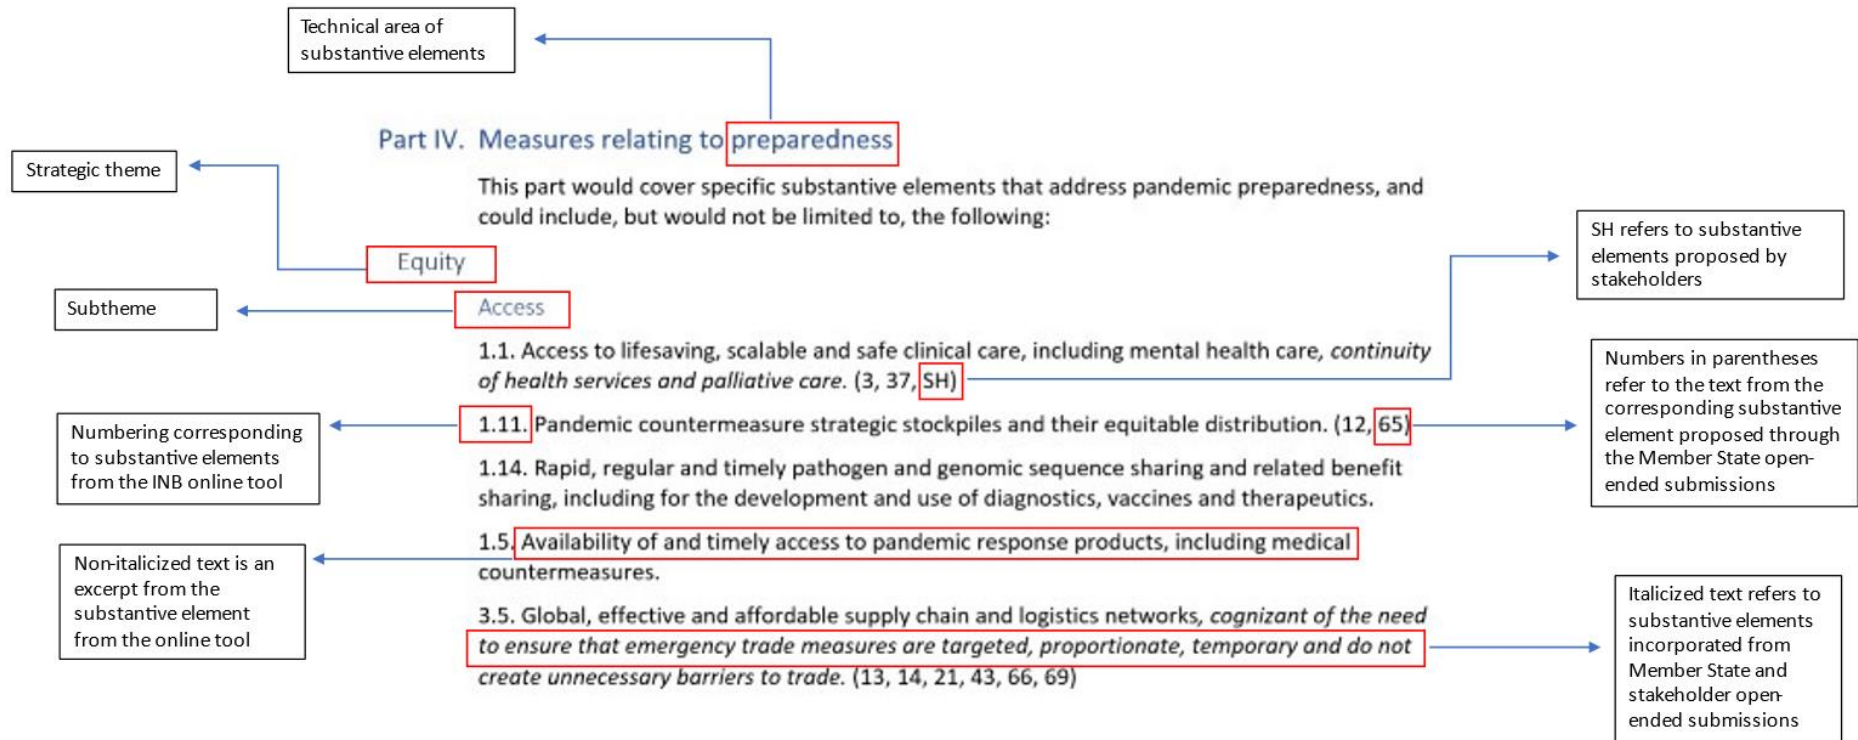 Technical area of
substantive elements
Part IV. Measures relating to preparedness
Strategic theme
This part would cover specific substantive elements that address pandemic preparedness, and
could include, but would not be limited to, the following:
SH refers to substantive
elements proposed by
stakeholders
Equity
Subtheme
Access
1.1. Access to lifesaving, scalable and safe clinical care, including mental health care, continuity
of health services and palliative care. (3, 37, SH)
Numbers in parentheses
refer to the text from the
corresponding substantive
element proposed through
the Member State open-
ended submissions
Numbering corresponding
to substantive elements
from the INB online tool
1.11. Pandemic countermeasure strategic stockpiles and their equitable distribution. (12, 65)
1.14. Rapid, regular and timely pathogen and genomic sequence sharing and related benefit
sharing, including for the development and use of diagnostics, vaccines and therapeutics.
1.5. Availability of and timely access to pandemic response products, including medical
countermeasures.
Non-italicized text is an
excerpt from the
substantive element
from the online tool
3.5. Global, effective and affordable supply chain and logistics networks, cognizant of the need
to ensure that emergency trade measures are targeted, proportionate, temporary and do not
create unnecessary barriers to trade. (13, 14, 21, 43, 66, 69)
Italicized text refers to
substantive elements
incorporated from
Member State and
stakeholder open-
ended submissions